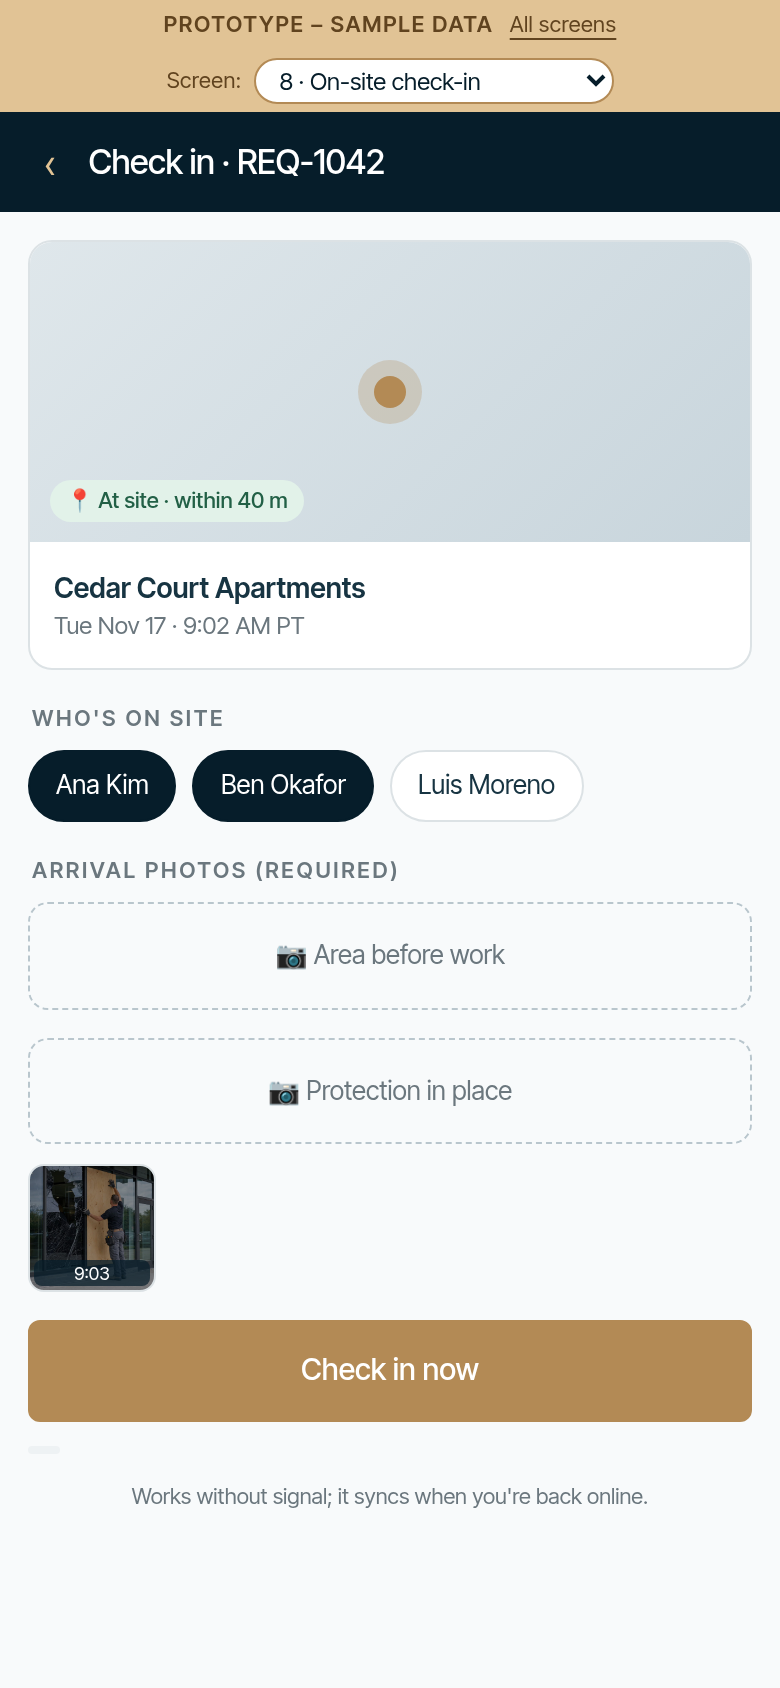 PROTOTYPE – SAMPLE DATA All screens
Screen: 8 · On-site check-in
‹ Check in · REQ-1042
📍 At site · within 40 m
Cedar Court Apartments
Tue Nov 17 · 9:02 AM PT
WHO'S ON SITE
Ana Kim Ben Okafor Luis Moreno
ARRIVAL PHOTOS (REQUIRED)
📷 Area before work
📷 Protection in place
9:03
Check in now
Works without signal; it syncs when you're back online.